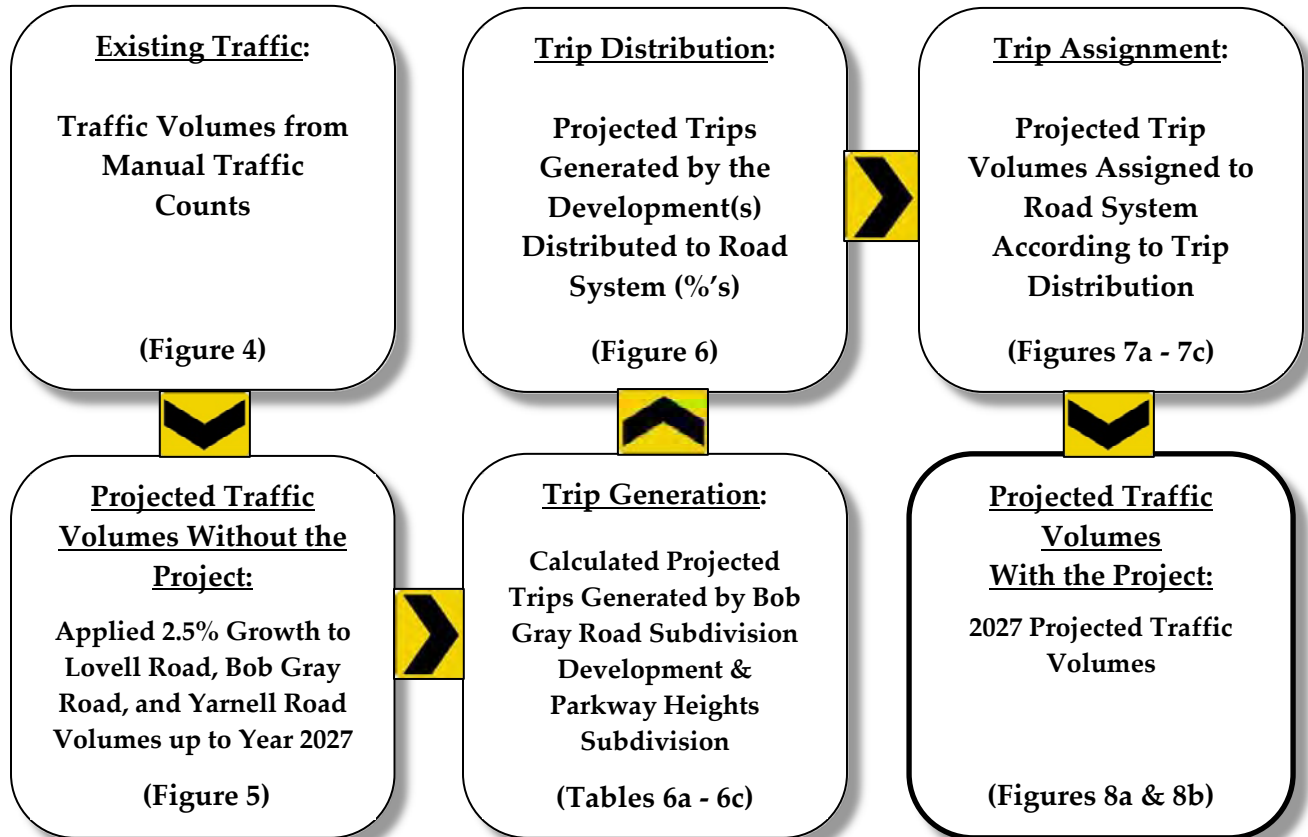 Existing Traffic:
Traffic Volumes from
Manual Traffic
Counts
(Figure 4)
Projected Traffic
Volumes Without the
Project:
Applied 2.5% Growth to
Lovell Road, Bob Gray
Road, and Yarnell Road
Volumes up to Year 2027
(Figure 5)
Trip Generation:
Calculated Projected
Trips Generated by Bob
Gray Road Subdivision
Development &
Parkway Heights
Subdivision
(Tables 6a - 6c)
Trip Distribution:
Projected Trips
Generated by the
Development(s)
Distributed to Road
System (%’s)
(Figure 6)
Trip Assignment:
Projected Trip
Volumes Assigned to
Road System
According to Trip
Distribution
(Figures 7a - 7c)
Projected Traffic
Volumes
With the Project:
2027 Projected Traffic
Volumes
(Figures 8a & 8b)